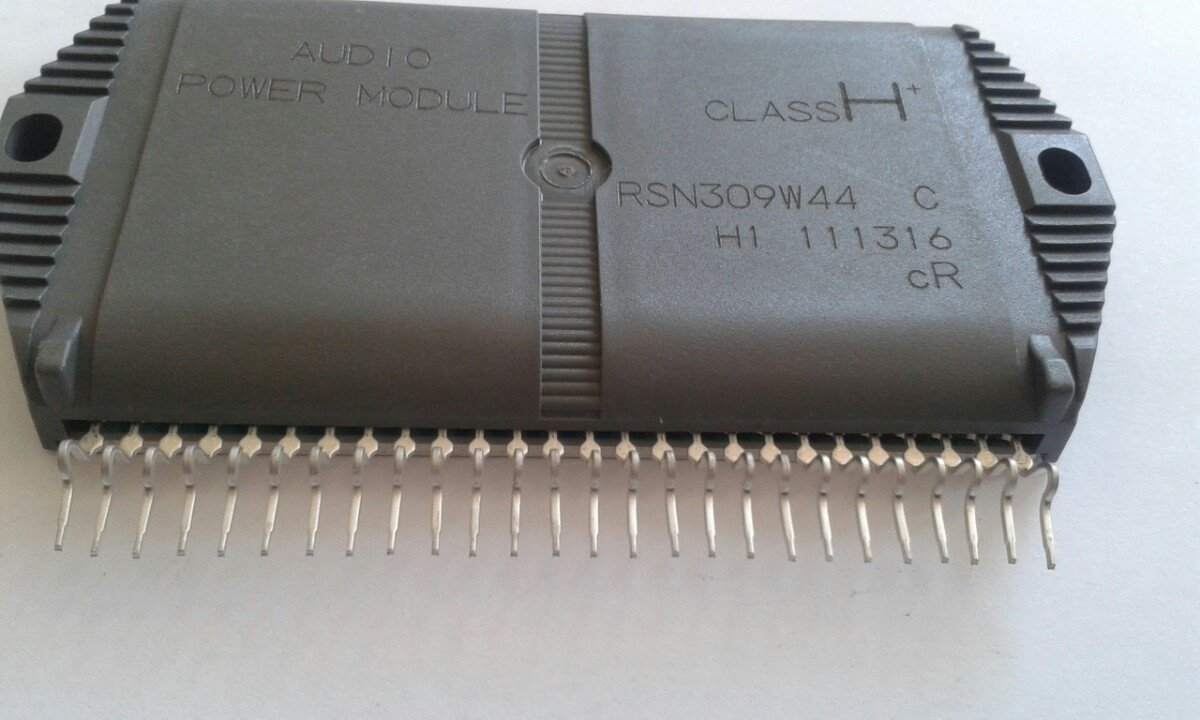 AUDIO
POWER MODULE
CLASS H+
RSN309W44 C
H1 111316
cR